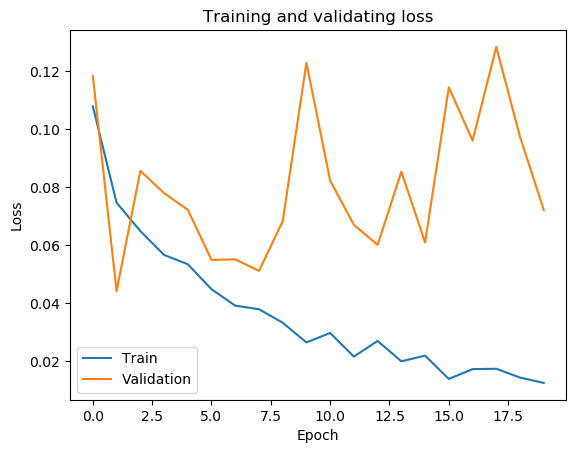 Training and validating loss
0.12
0.10
0.08
0.06
0.04
0.02
Loss
Train
Validation
0.0 2.5 5.0 7.5 10.0 12.5 15.0 17.5
Epoch